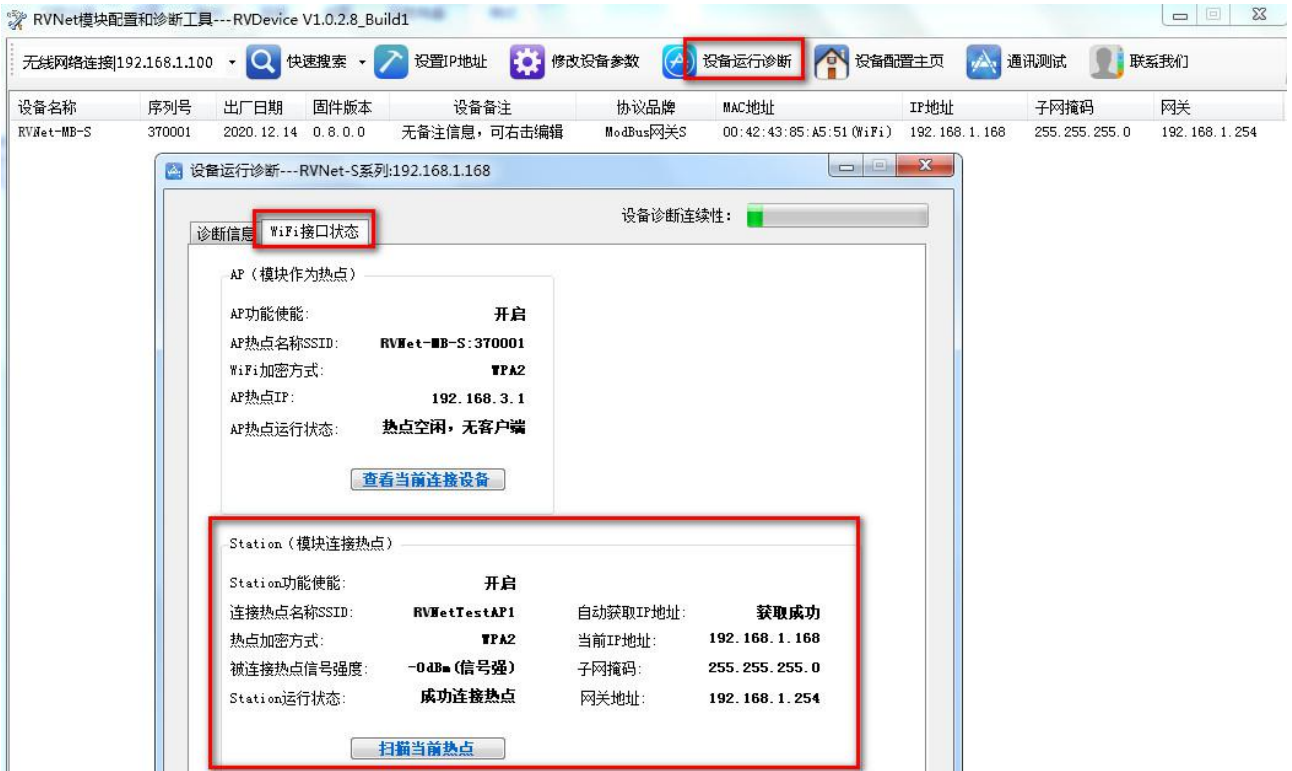 RVNet模块配置和诊断工具---RVDevice V1.0.2.8_Build1
无线网络连接|192.168.1.100 快速搜索 设置IP地址 修改设备参数 设备运行诊断 设备配置主页 通讯测试 联系我们
设备名称 序列号 出厂日期 固件版本 设备备注 协议品牌 MAC地址 IP地址 子网掩码 网关
RVNet-MB-S 370001 2020.12.14 0.8.0.0 无备注信息，可右击编辑 ModBus网关S 00:42:43:85:A5:51(WiFi) 192.168.1.168 255.255.255.0 192.168.1.254
设备运行诊断---RVNet-S系列:192.168.1.168
设备诊断连续性：
诊断信息 WiFi接口状态
AP（模块作为热点）
AP功能使能: 开启
AP热点名称SSID: RVNet-MB-S:370001
WiFi加密方式: WPA2
AP热点IP: 192.168.3.1
AP热点运行状态: 热点空闲，无客户端
查看当前连接设备
Station（模块连接热点）
Station功能使能: 开启
连接热点名称SSID: RVNetTestAP1 自动获取IP地址: 获取成功
热点加密方式: WPA2 当前IP地址: 192.168.1.168
被连接热点信号强度: -0dBm(信号强) 子网掩码: 255.255.255.0
Station运行状态: 成功连接热点 网关地址: 192.168.1.254
扫描当前热点